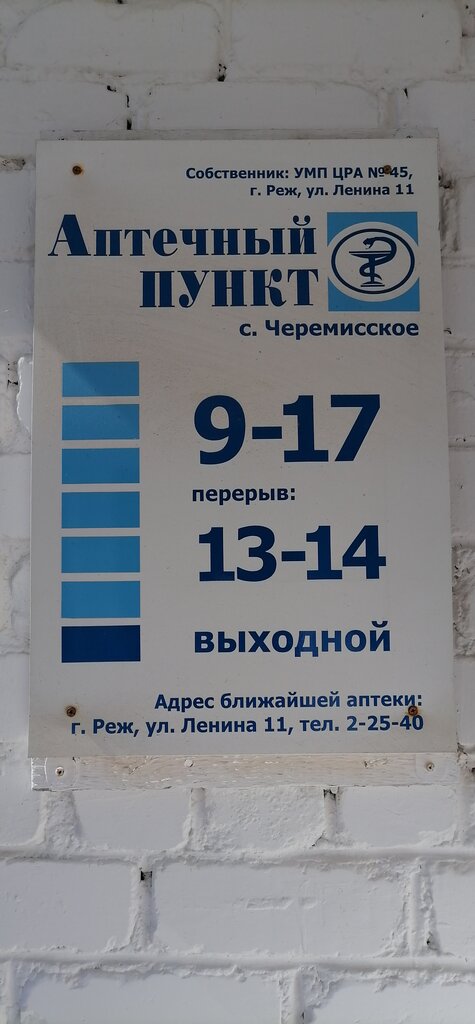 Собственник: УМП ЦРА № 45,
г. Реж, ул. Ленина 11
Аптечный
пункт
с. Черемисское
9-17
перерыв:
13-14
выходной
Адрес ближайшей аптеки:
г. Реж, ул. Ленина 11, тел. 2-25-40